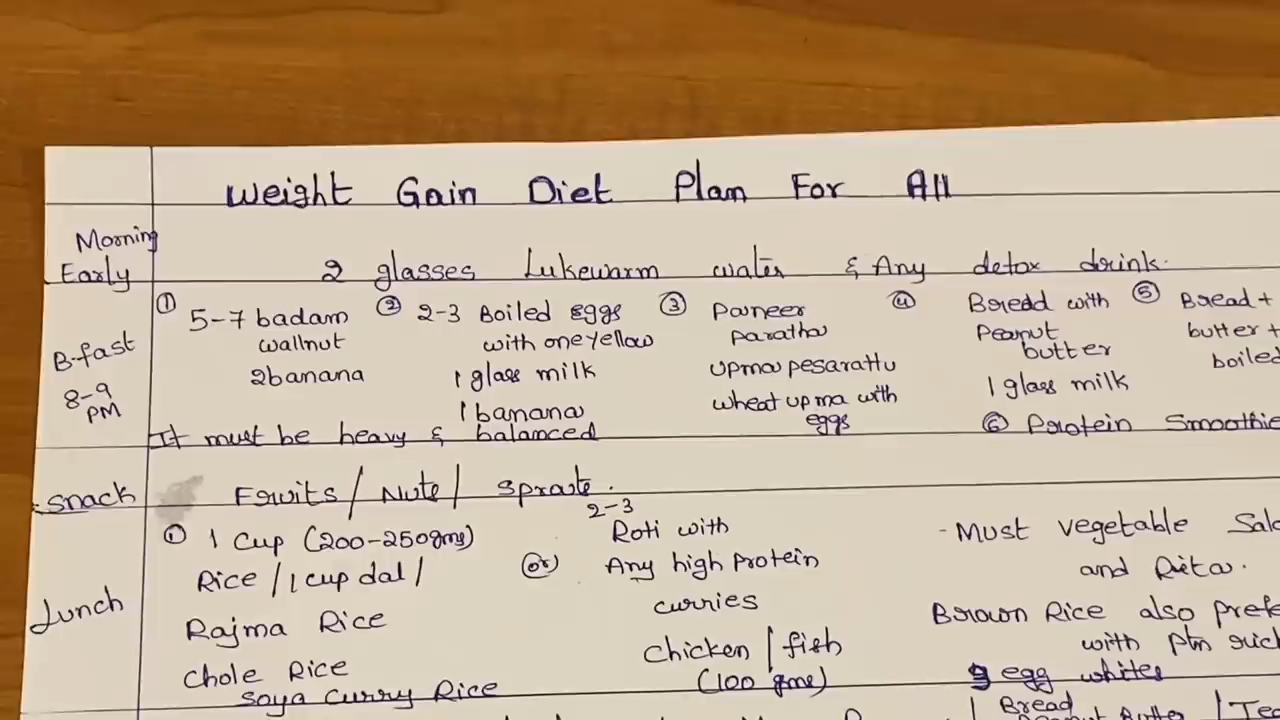 Weight Gain Diet Plan For All
Morning
Early
2 glasses Lukewarm water & Any detox drink.
B-fast
8-9
PM
① 5-7 badam
wallnut
2banana
② 2-3 Boiled eggs
with one yellow
1 glass milk
1 banana
③ Paneer
paratha
upma pesarattu
wheat upma with
eggs
④ Bread with
Peanut
butter
1 glass milk
⑤ Bread +
butter +
boiled
⑥ Protein Smoothie
It must be heavy & balanced
Snack
Fruits / Nuts / Sprouts.
Lunch
① 1 Cup (200-250gms)
Rice / 1 cup dal /
Rajma Rice
Chole Rice
Soya Curry Rice
(or)
2-3
Roti with
Any high protein
curries
Chicken / fish
(100 gms)
- Must vegetable
and Rita.
Brown Rice also
with ptn
egg whites
1 Bread